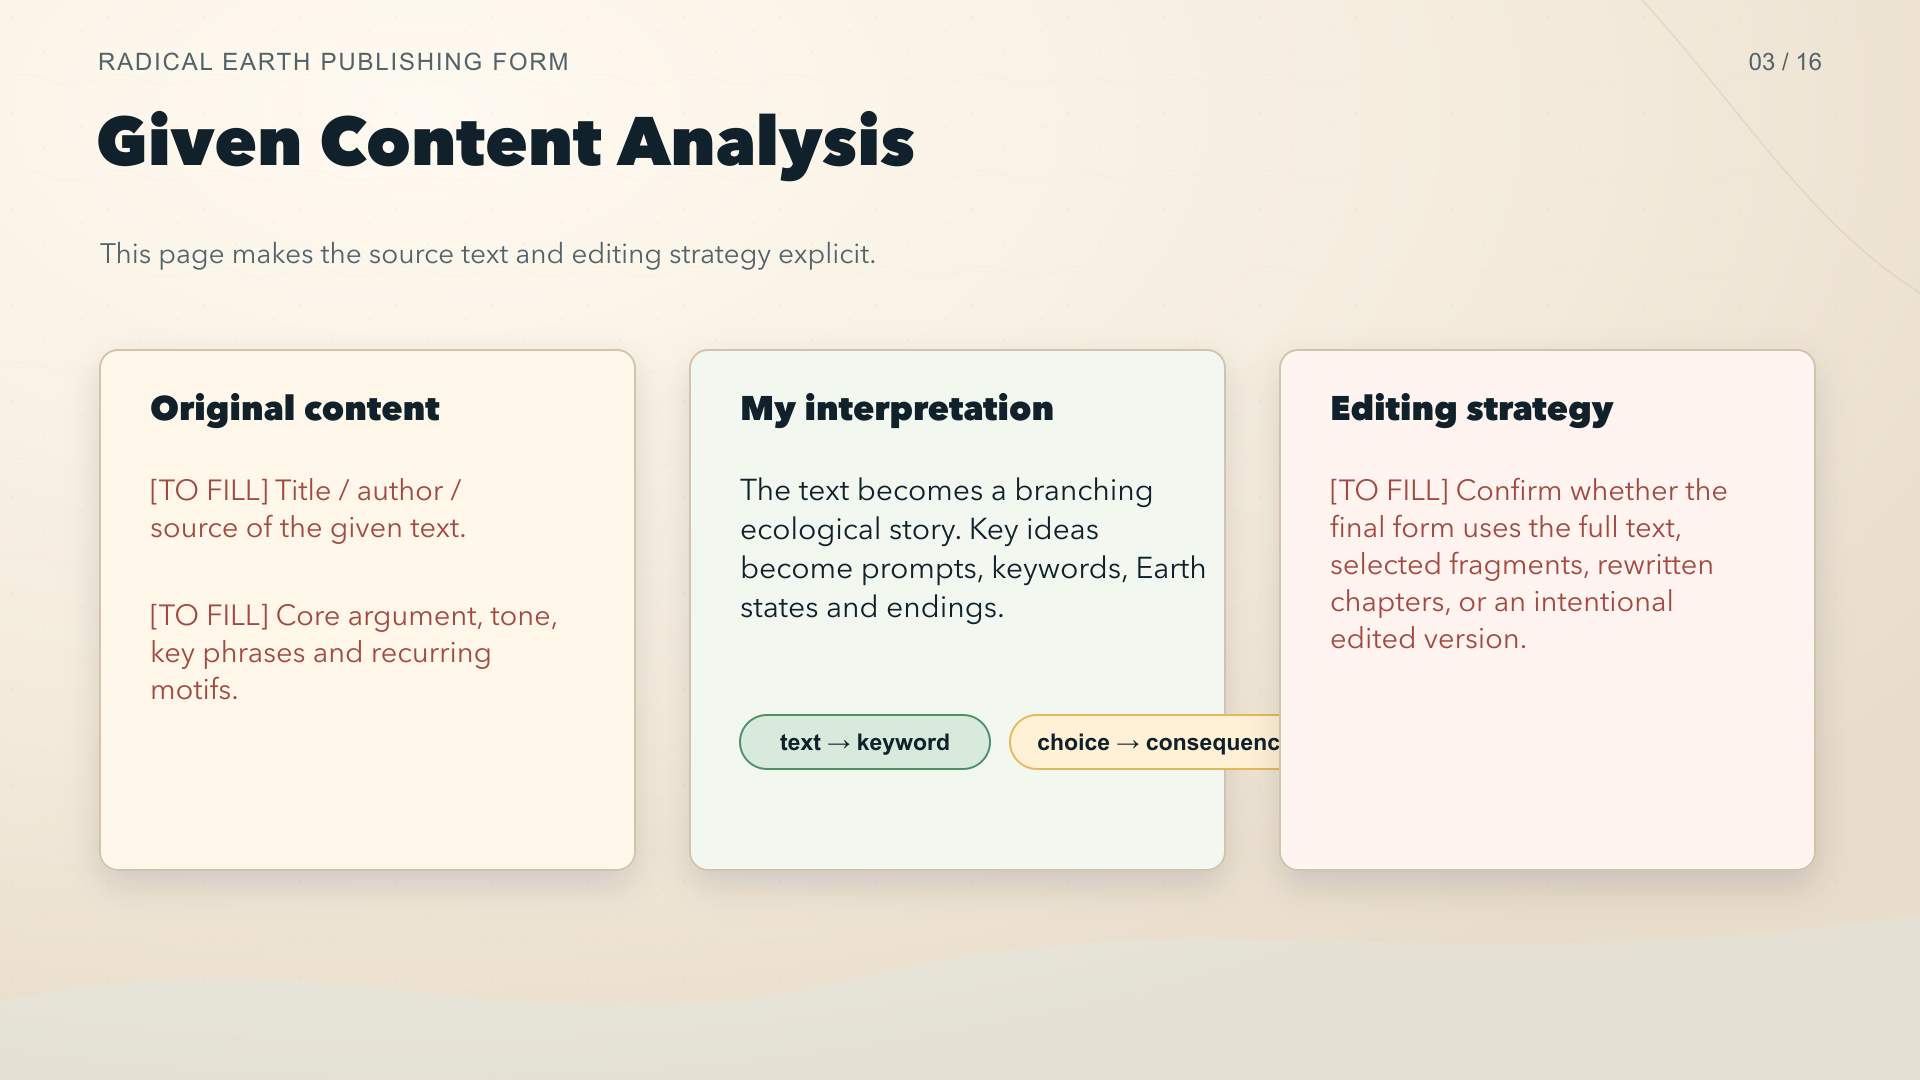 RADICAL EARTH PUBLISHING FORM
03 / 16
Given Content Analysis
This page makes the source text and editing strategy explicit.
Original content
[TO FILL] Title / author /
source of the given text.
[TO FILL] Core argument, tone,
key phrases and recurring
motifs.
My interpretation
The text becomes a branching
ecological story. Key ideas
become prompts, keywords, Earth
states and endings.
text → keyword
choice → consequenc
Editing strategy
[TO FILL] Confirm whether the
final form uses the full text,
selected fragments, rewritten
chapters, or an intentional
edited version.